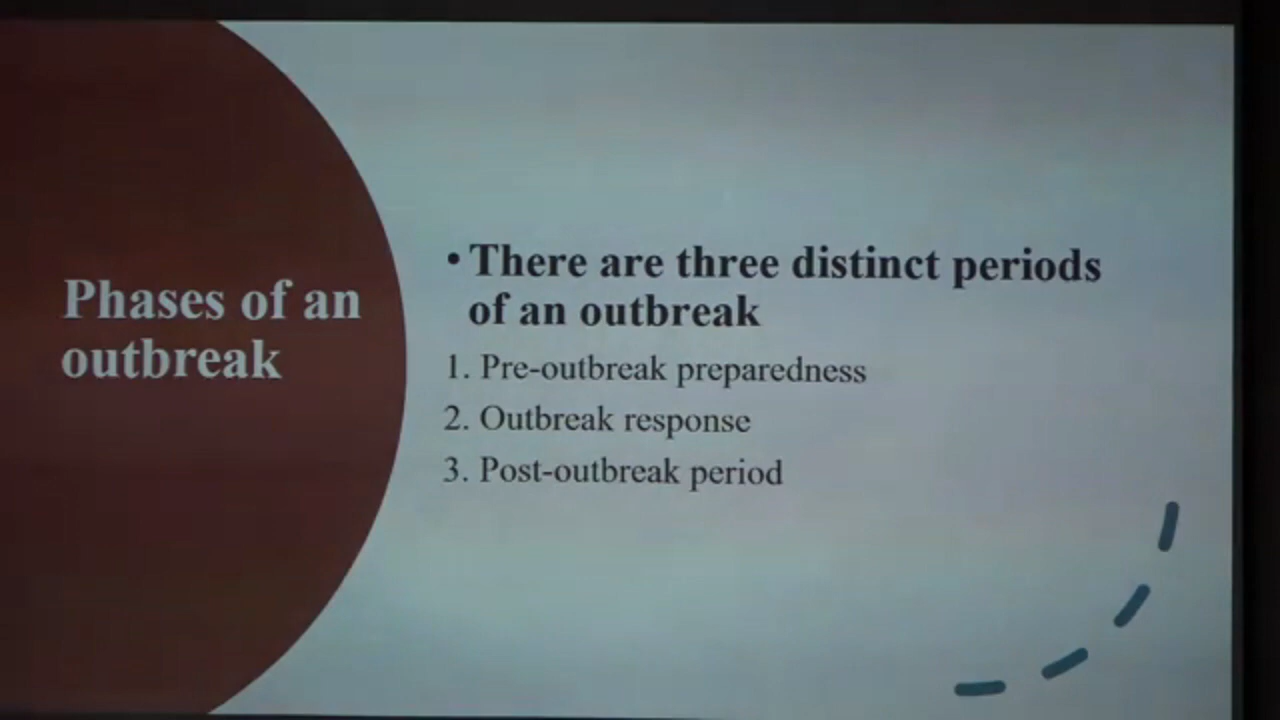 Phases of an
outbreak
• There are three distinct periods
of an outbreak
1. Pre-outbreak preparedness
2. Outbreak response
3. Post-outbreak period